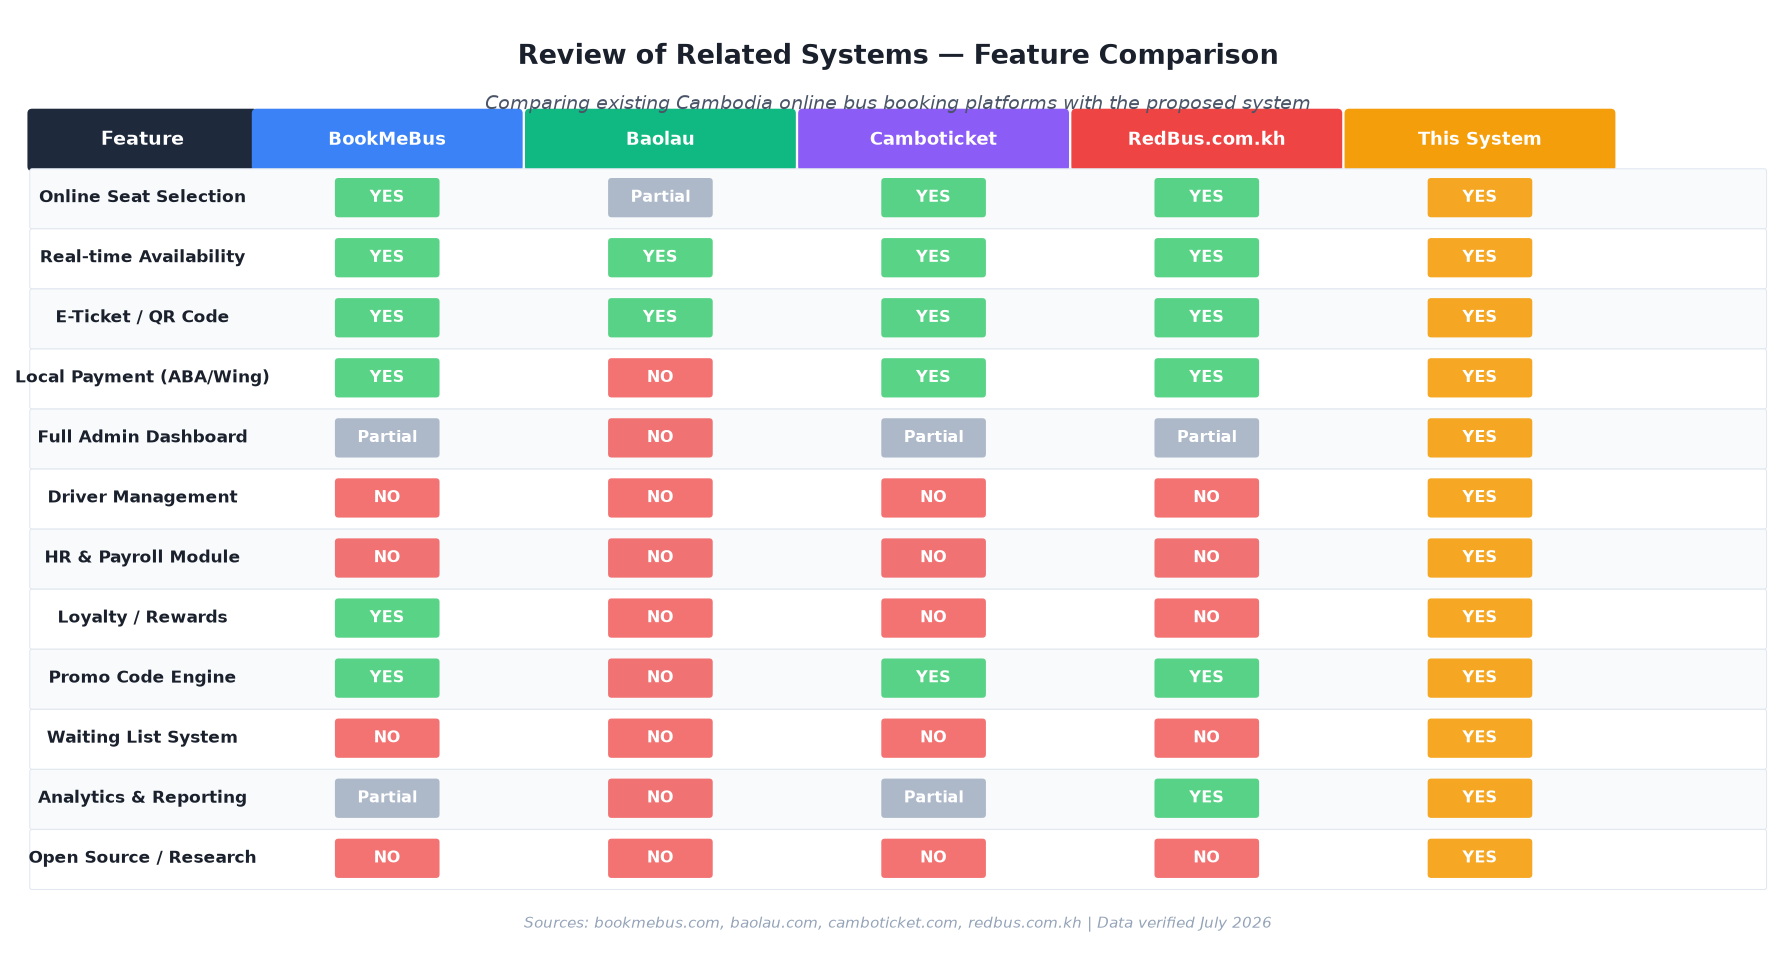 Review of Related Systems — Feature Comparison
Comparing existing Cambodia online bus booking platforms with the proposed system
Feature BookMeBus Baolau Camboticket RedBus.com.kh This System
Online Seat Selection YES Partial YES YES YES
Real-time Availability YES YES YES YES YES
E-Ticket / QR Code YES YES YES YES YES
Local Payment (ABA/Wing) YES NO YES YES YES
Full Admin Dashboard Partial NO Partial Partial YES
Driver Management NO NO NO NO YES
HR & Payroll Module NO NO NO NO YES
Loyalty / Rewards YES NO NO NO YES
Promo Code Engine YES NO YES YES YES
Waiting List System NO NO NO NO YES
Analytics & Reporting Partial NO Partial YES YES
Open Source / Research NO NO NO NO YES
Sources: bookmebus.com, baolau.com, camboticket.com, redbus.com.kh | Data verified July 2026